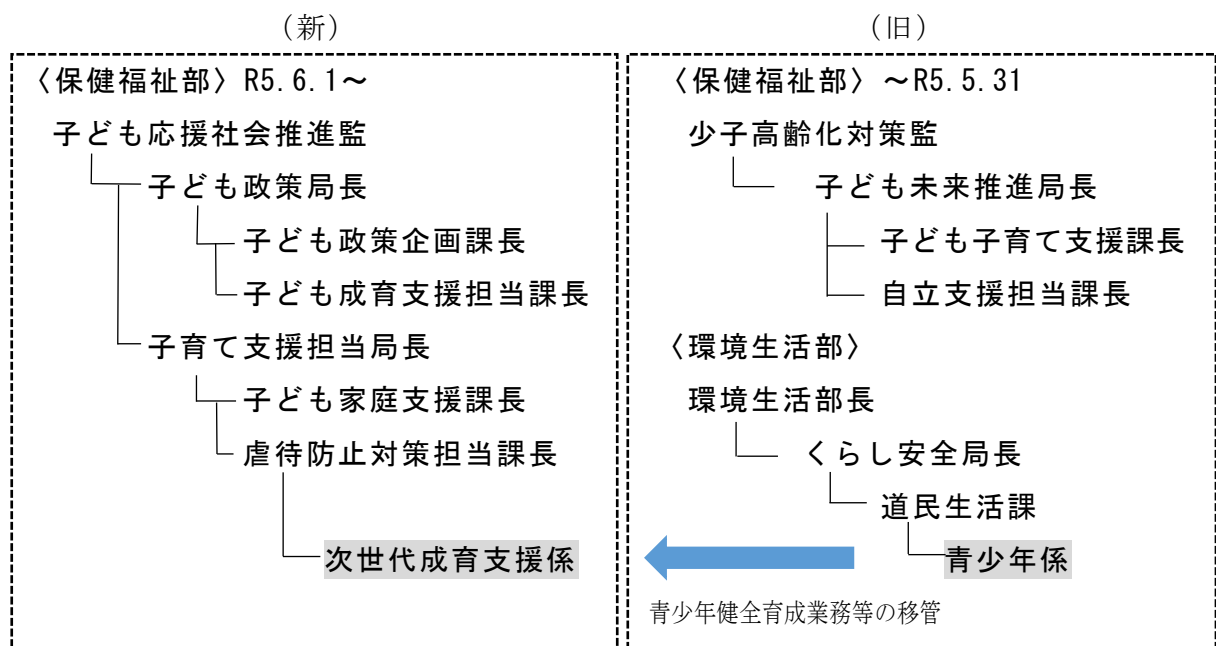 (新)
〈保健福祉部〉R5.6.1～
子ども応援社会推進監
子ども政策局長
子ども政策企画課長
子ども成育支援担当課長
子育て支援担当局長
子ども家庭支援課長
虐待防止対策担当課長
次世代成育支援係
(旧)
〈保健福祉部〉～R5.5.31
少子高齢化対策監
子ども未来推進局長
子ども子育て支援課長
自立支援担当課長
〈環境生活部〉
環境生活部長
くらし安全局長
道民生活課
青少年係
青少年健全育成業務等の移管